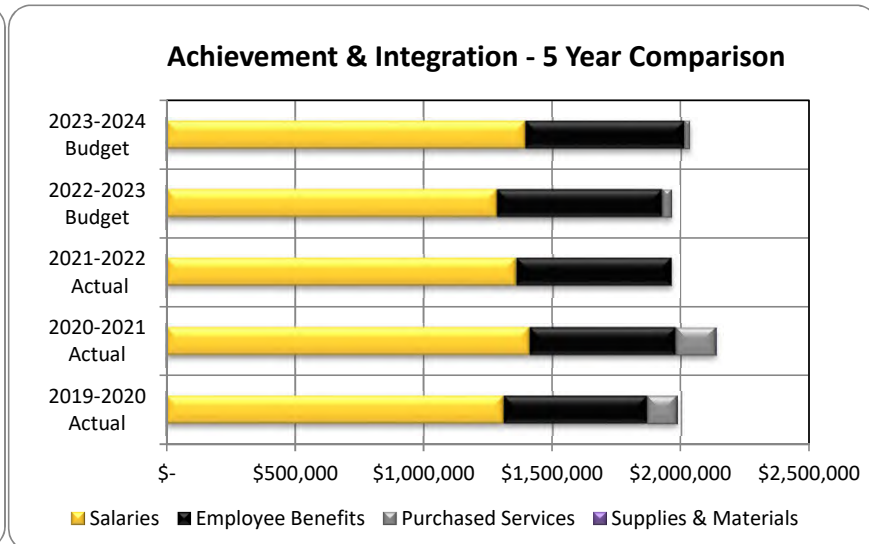 Achievement & Integration - 5 Year Comparison
2023-2024
Budget
2022-2023
Budget
2021-2022
Actual
2020-2021
Actual
2019-2020
Actual
$- $500,000 $1,000,000 $1,500,000 $2,000,000 $2,500,000
Salaries Employee Benefits Purchased Services Supplies & Materials